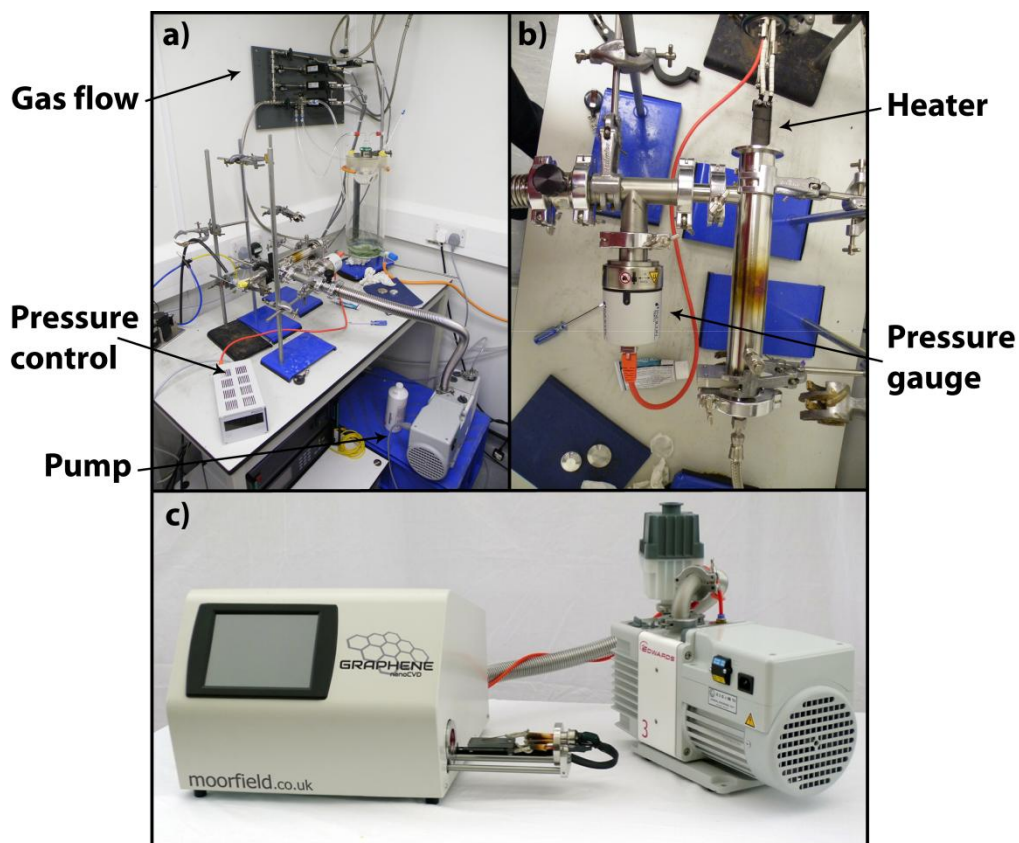 a)
b)
Gas flow
Heater
Pressure
control
Pressure
gauge
Pump
c)
GRAPHENE
nanoCVD
EDWARDS
3
moorfield.co.uk